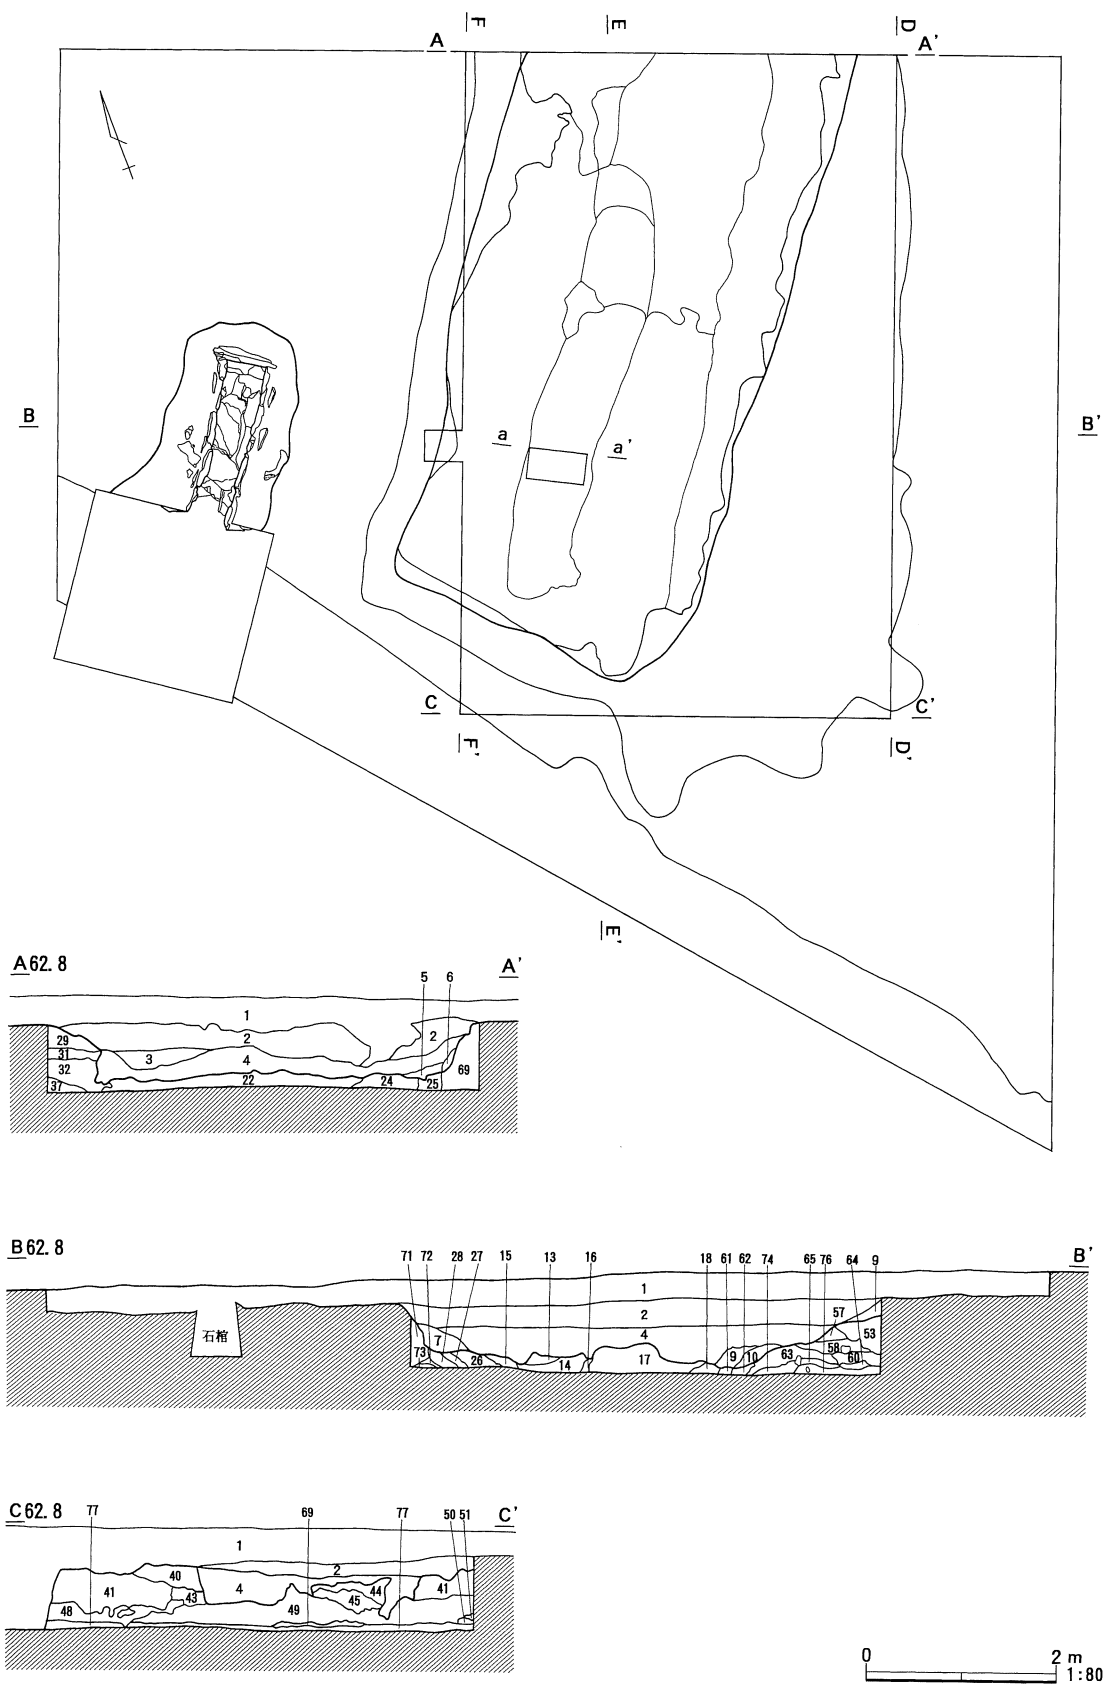 F E D
A A'
B B'
a a'
C C'
F' D'
E'
A 62.8 A'
5 6
1
2 2
29
31 3 4
32 69
37 22 24 25
B 62.8 B'
71 72 28 27 15 13 16 18 61 62 74 65 76 64 9
1
2 57
石棺 7 4 53
73 26 14 17 9 10 63 58 60
C 62.8 C'
77 69 77 50 51
1
40 2
41 43 4 44 41
48 49 45
0 2 m
1:80